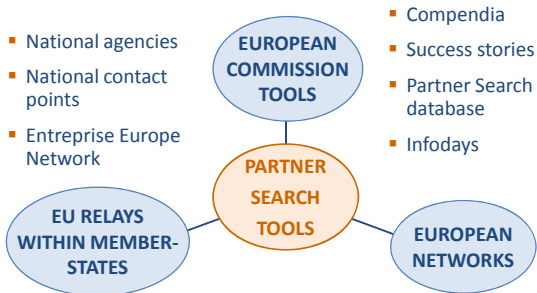 National agencies
National contact
points
Entreprise Europe
Network
EUROPEAN
COMMISSION
TOOLS
Compendia
Success stories
Partner Search
database
Infodays
PARTNER
SEARCH
TOOLS
EU RELAYS
WITHIN MEMBER-
STATES
EUROPEAN
NETWORKS